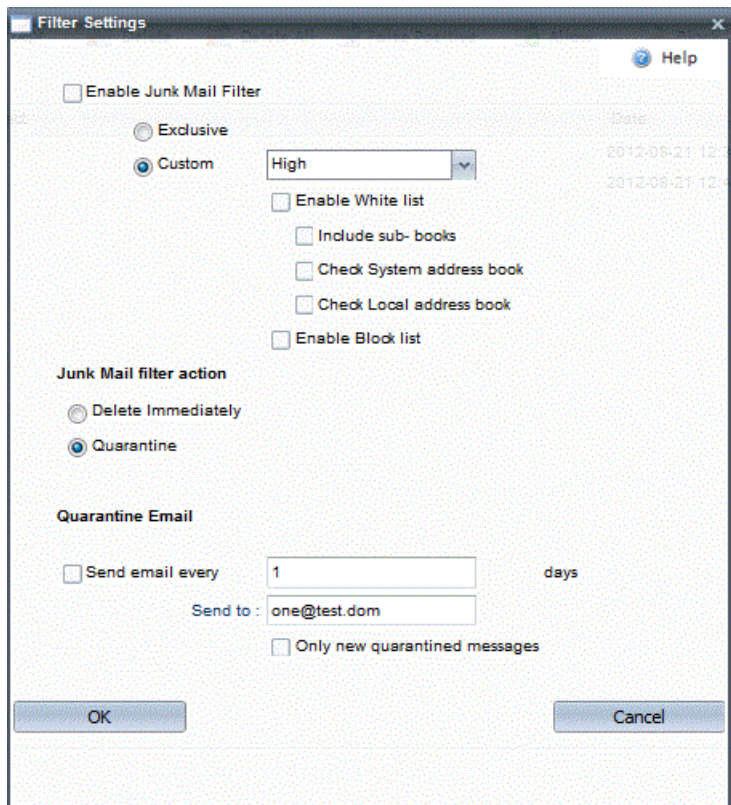 Filter Settings
Help
Enable Junk Mail Filter
Date
Exclusive
Custom High
Enable White list
Include sub- books
Check System address book
Check Local address book
Enable Block list
Junk Mail filter action
Delete Immediately
Quarantine
Quarantine Email
Send email every 1 days
Send to : one@test.dom
Only new quarantined messages
OK Cancel